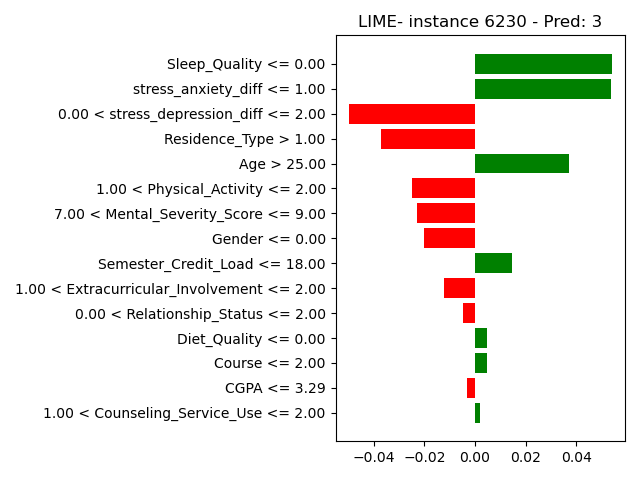 LIME- instance 6230 - Pred: 3
Sleep_Quality <= 0.00
stress_anxiety_diff <= 1.00
0.00 < stress_depression_diff <= 2.00
Residence_Type > 1.00
Age > 25.00
1.00 < Physical_Activity <= 2.00
7.00 < Mental_Severity_Score <= 9.00
Gender <= 0.00
Semester_Credit_Load <= 18.00
1.00 < Extracurricular_Involvement <= 2.00
0.00 < Relationship_Status <= 2.00
Diet_Quality <= 0.00
Course <= 2.00
CGPA <= 3.29
1.00 < Counseling_Service_Use <= 2.00
−0.04 −0.02 0.00 0.02 0.04